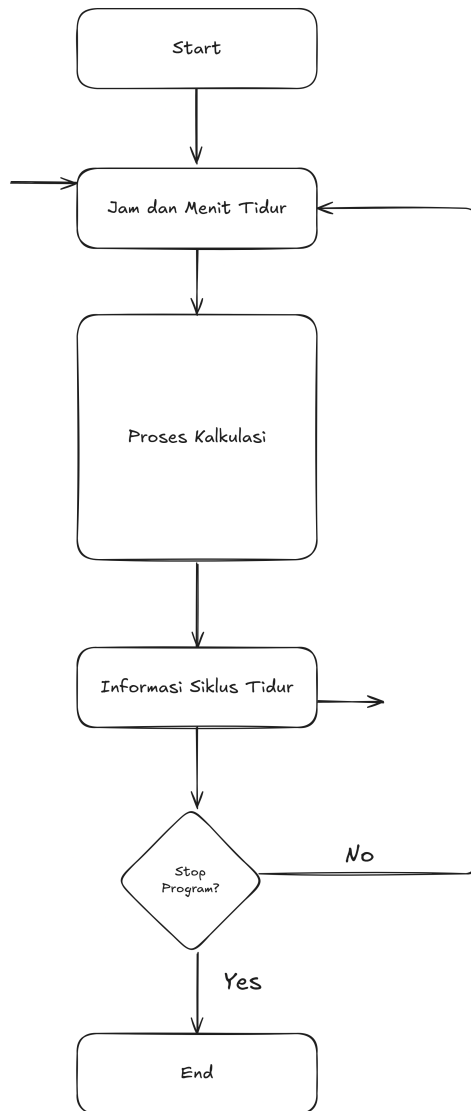 Start
Jam dan Menit Tidur
Proses Kalkulasi
Informasi Siklus Tidur
Stop
Program?
No
Yes
End